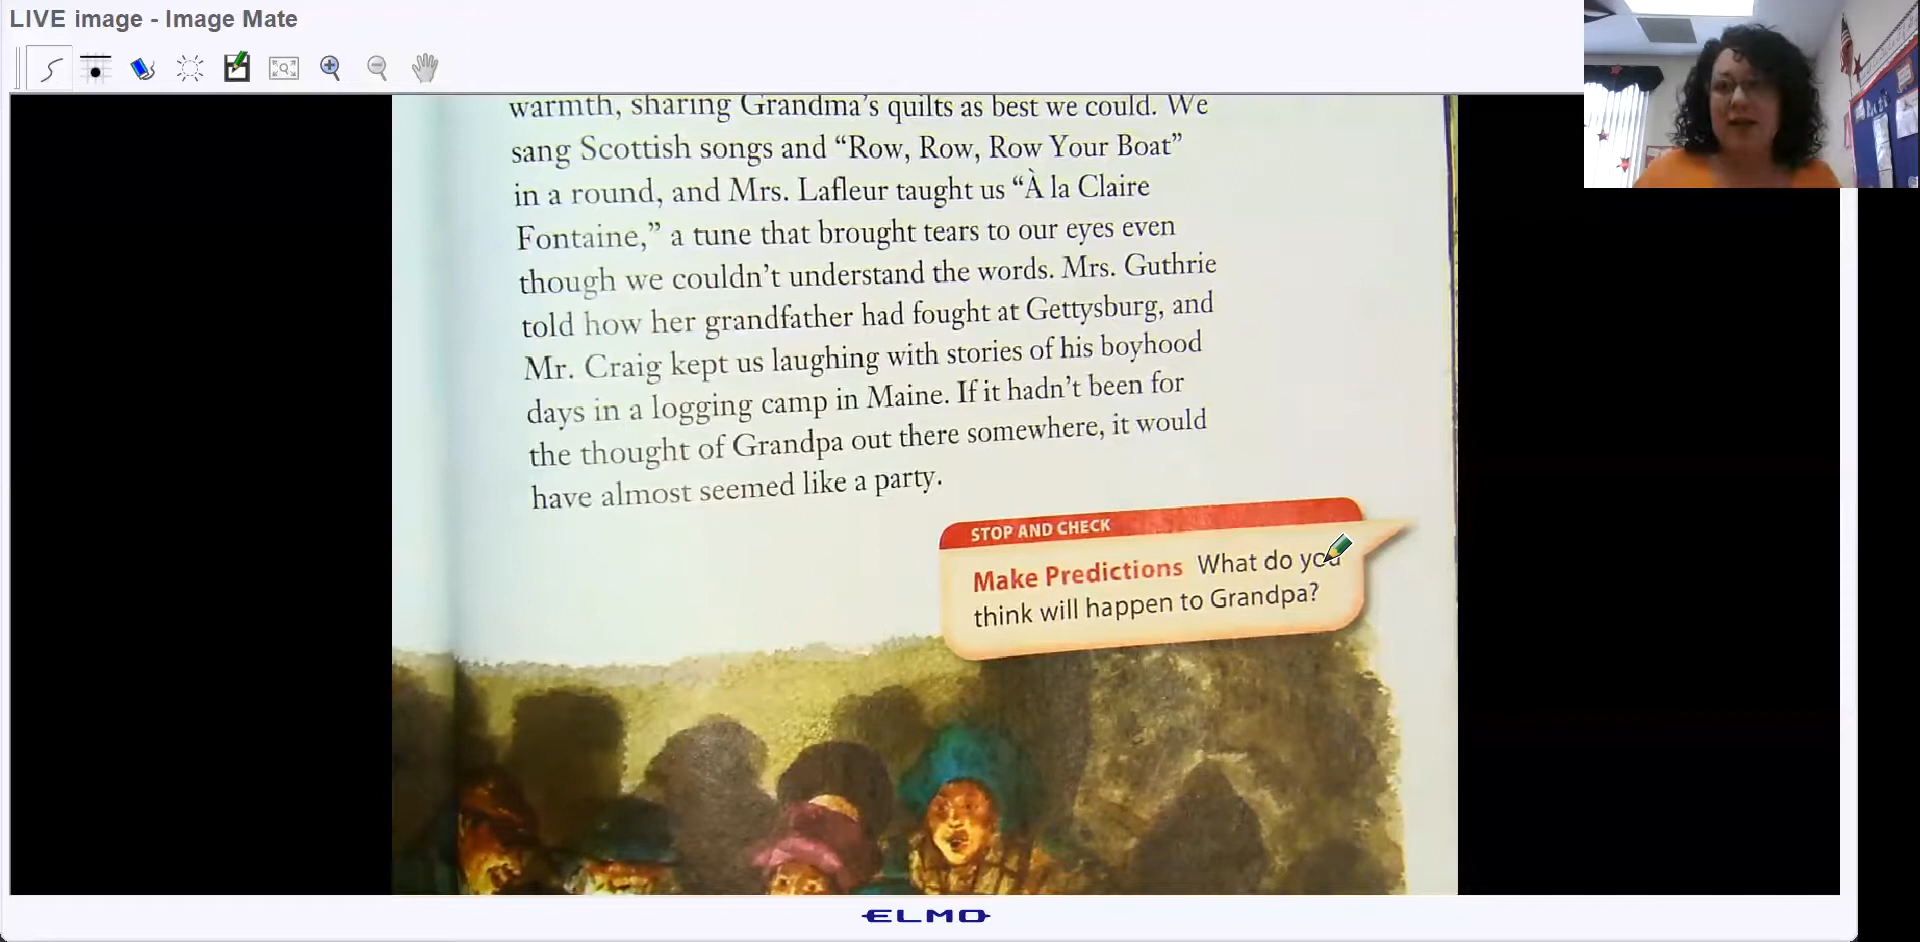 LIVE image - Image Mate
warmth, sharing Grandma's quilts as best we could. We
sang Scottish songs and “Row, Row, Row Your Boat”
in a round, and Mrs. Lafleur taught us “À la Claire
Fontaine,” a tune that brought tears to our eyes even
though we couldn't understand the words. Mrs. Guthrie
told how her grandfather had fought at Gettysburg, and
Mr. Craig kept us laughing with stories of his boyhood
days in a logging camp in Maine. If it hadn't been for
the thought of Grandpa out there somewhere, it would
have almost seemed like a party.
STOP AND CHECK
Make Predictions What do you
think will happen to Grandpa?
ELMO